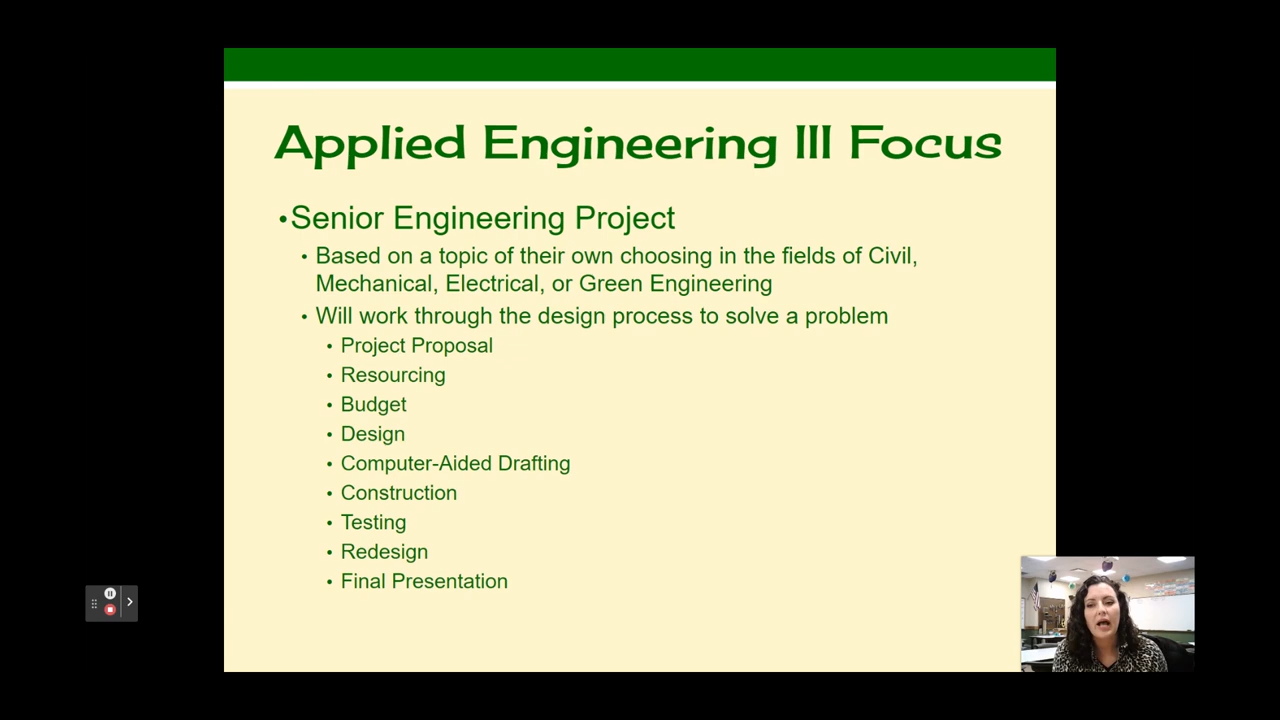 Applied Engineering III Focus
•Senior Engineering Project
• Based on a topic of their own choosing in the fields of Civil,
Mechanical, Electrical, or Green Engineering
• Will work through the design process to solve a problem
• Project Proposal
• Resourcing
• Budget
• Design
• Computer-Aided Drafting
• Construction
• Testing
• Redesign
• Final Presentation